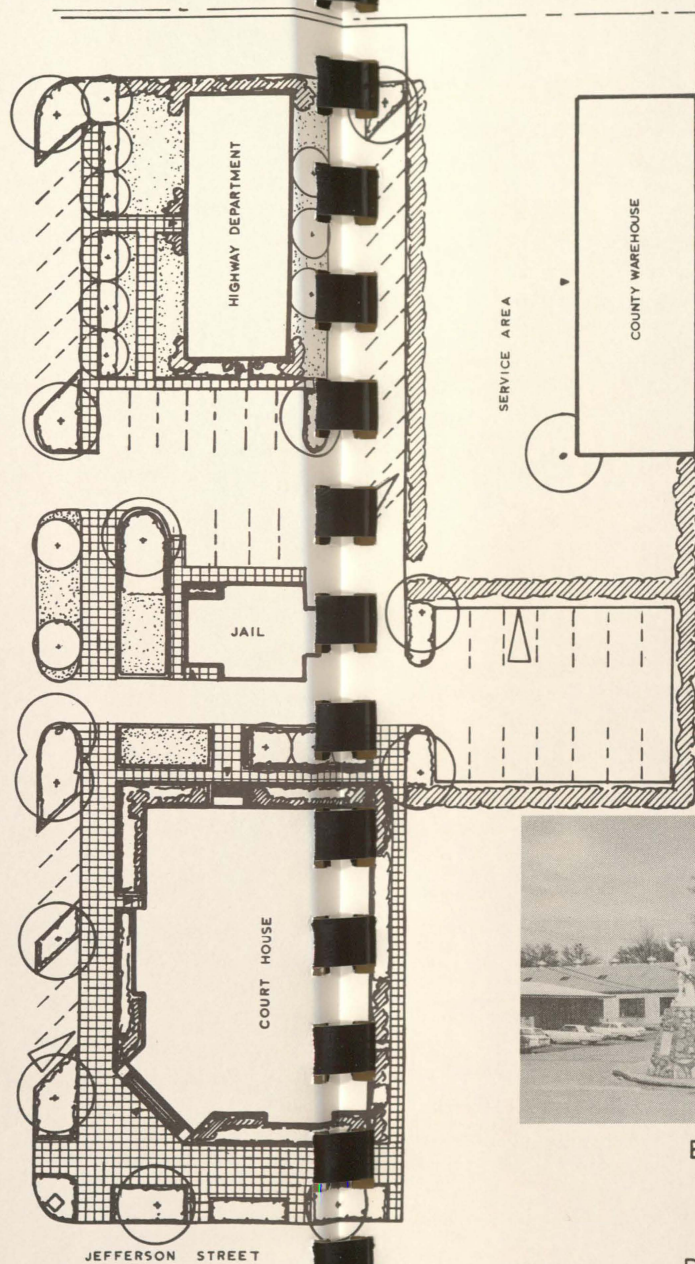 HIGHWAY DEPARTMENT
COUNTY WAREHOUSE
SERVICE AREA
JAIL
COURT HOUSE
JEFFERSON STREET